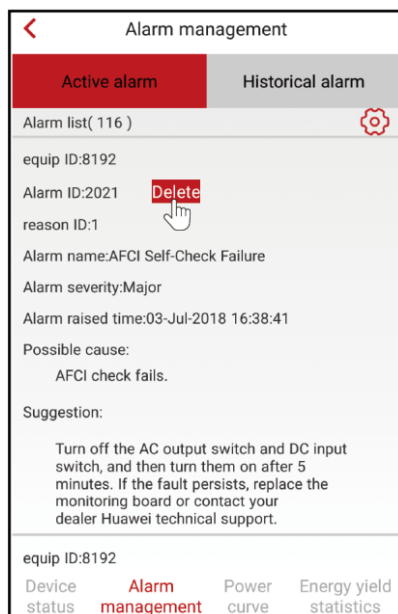 Alarm management
Active alarm
Historical alarm
Alarm list( 116 )
equip ID:8192
Alarm ID:2021 Delete
reason ID:1
Alarm name:AFCI Self-Check Failure
Alarm severity:Major
Alarm raised time:03-Jul-2018 16:38:41
Possible cause:
AFCI check fails.
Suggestion:
Turn off the AC output switch and DC input
switch, and then turn them on after 5
minutes. If the fault persists, replace the
monitoring board or contact your
dealer Huawei technical support.
equip ID:8192
Device
status
Alarm
management
Power
curve
Energy yield
statistics